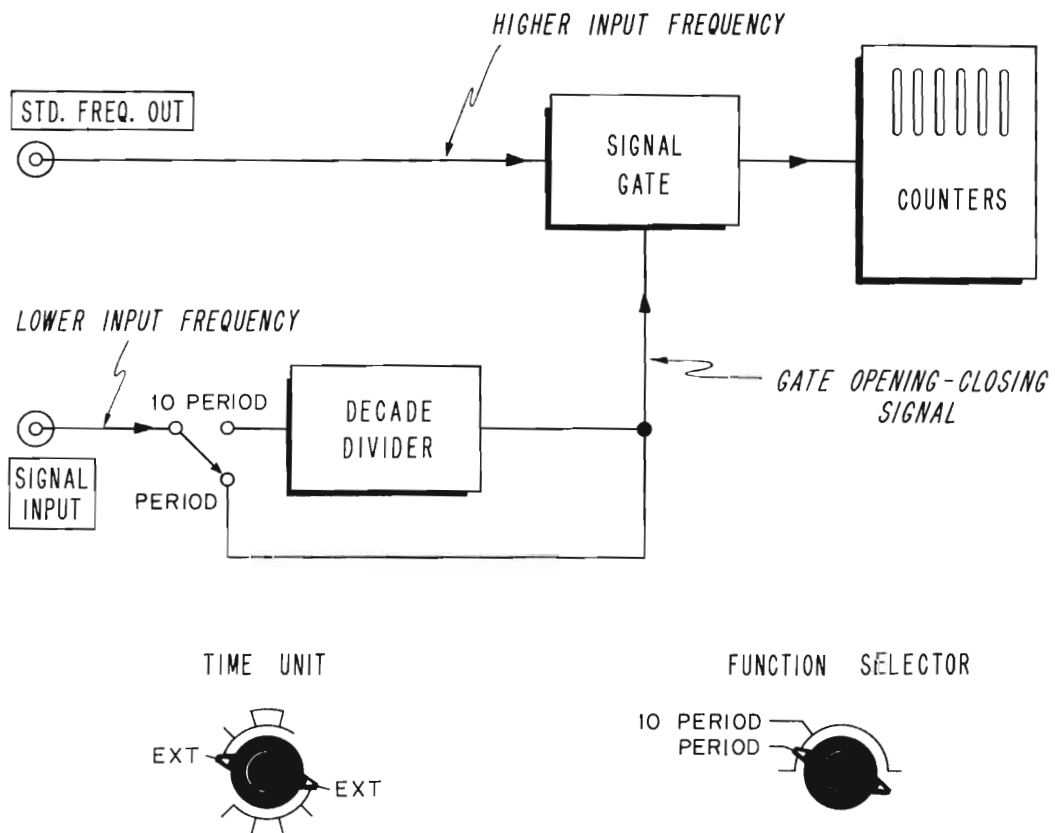 HIGHER INPUT FREQUENCY
STD. FREQ. OUT
SIGNAL
GATE
COUNTERS
LOWER INPUT FREQUENCY
GATE OPENING-CLOSING
SIGNAL
10 PERIOD
DECADE
DIVIDER
SIGNAL
INPUT
PERIOD
TIME UNIT
FUNCTION SELECTOR
10 PERIOD
PERIOD
EXT
EXT